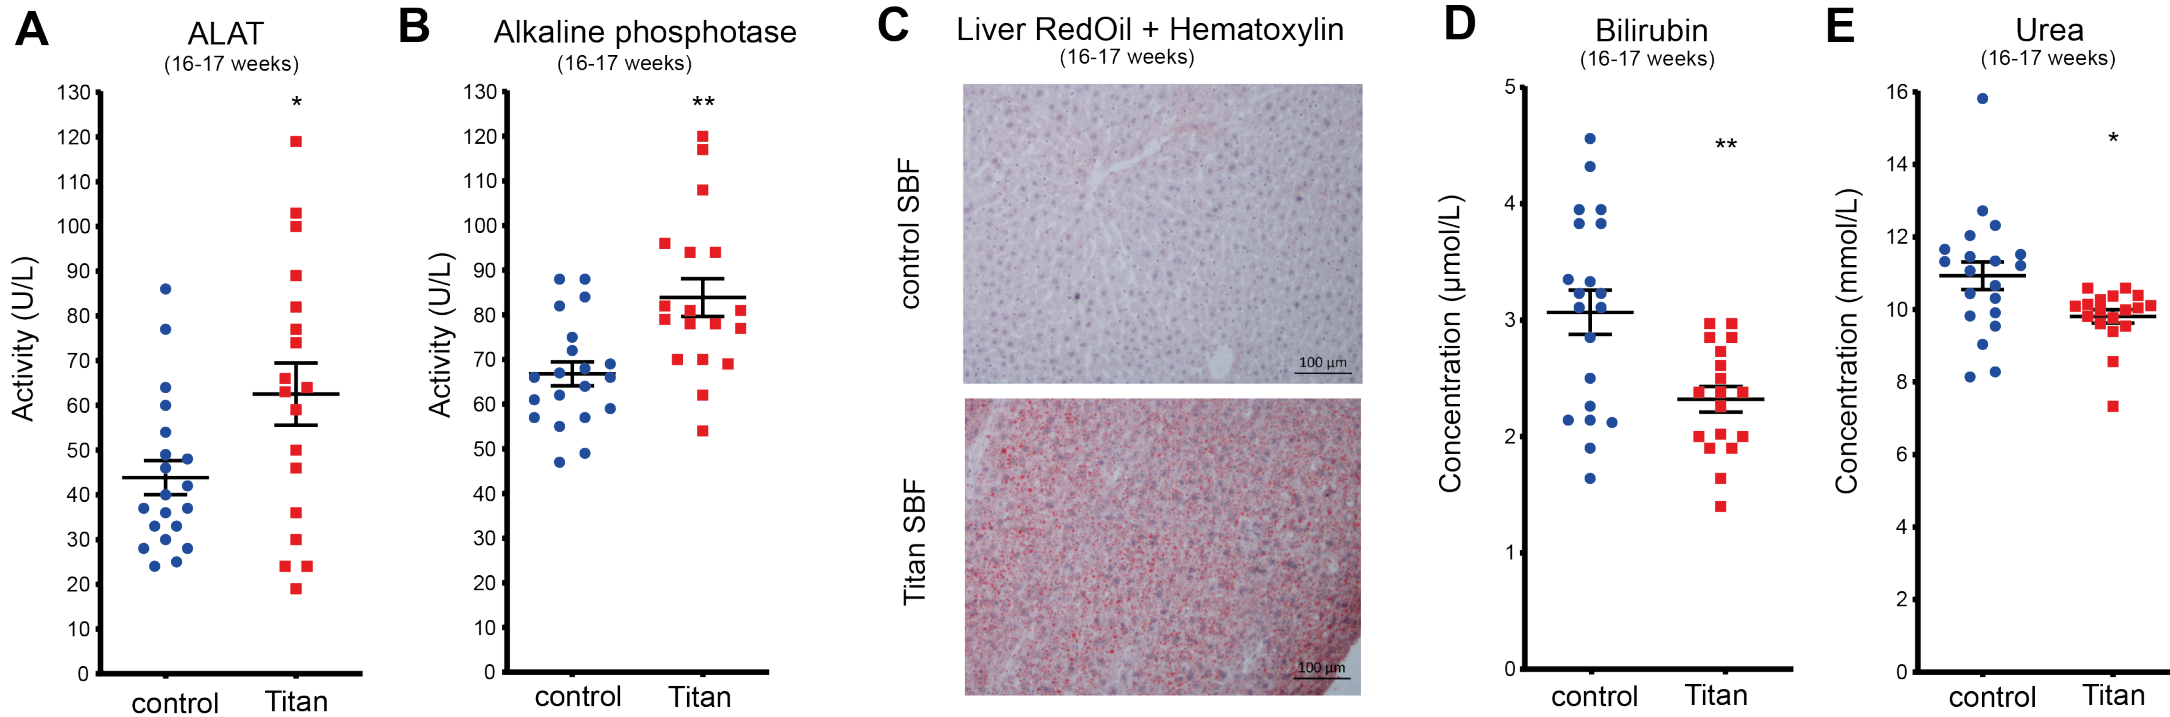 A
ALAT
(16-17 weeks)
Activity (U/L)
130
120
110
100
90
80
70
60
50
40
30
20
10
0
*
control
Titan
B
Alkaline phosphotase
(16-17 weeks)
Activity (U/L)
130
120
110
100
90
80
70
60
50
40
30
20
10
0
**
control
Titan
C
Liver RedOil + Hematoxylin
(16-17 weeks)
control SBF
100 µm
Titan SBF
100 µm
D
Bilirubin
(16-17 weeks)
Concentration (µmol/L)
5
4
3
2
1
0
**
control
Titan
E
Urea
(16-17 weeks)
Concentration (mmol/L)
16
14
12
10
8
6
4
2
0
*
control
Titan